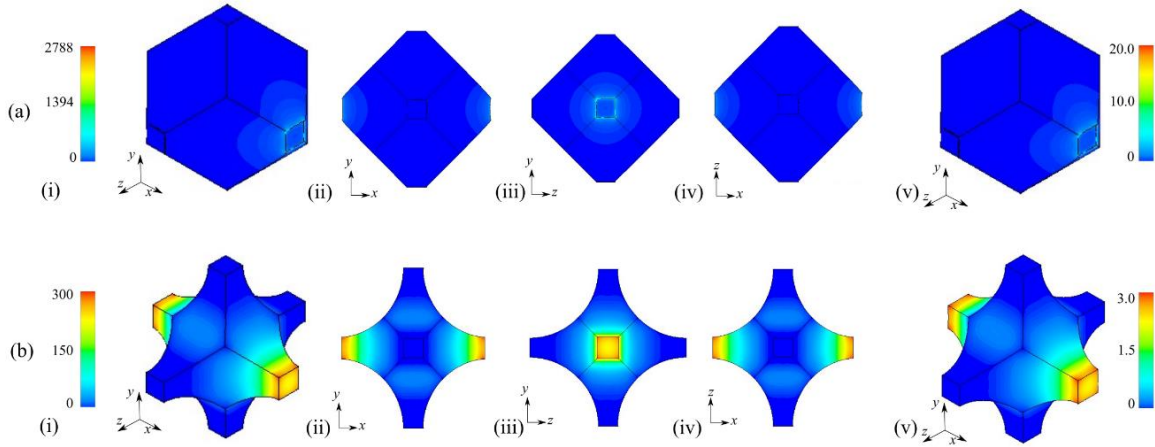 2788
1394
0
(a)
(i)
y
z
x
(ii)
y
x
(iii)
y
z
(iv)
z
x
(v)
y
z
x
20.0
10.0
0
300
150
0
(b)
(i)
y
z
x
(ii)
y
x
(iii)
y
z
(iv)
z
x
(v)
y
z
x
3.0
1.5
0